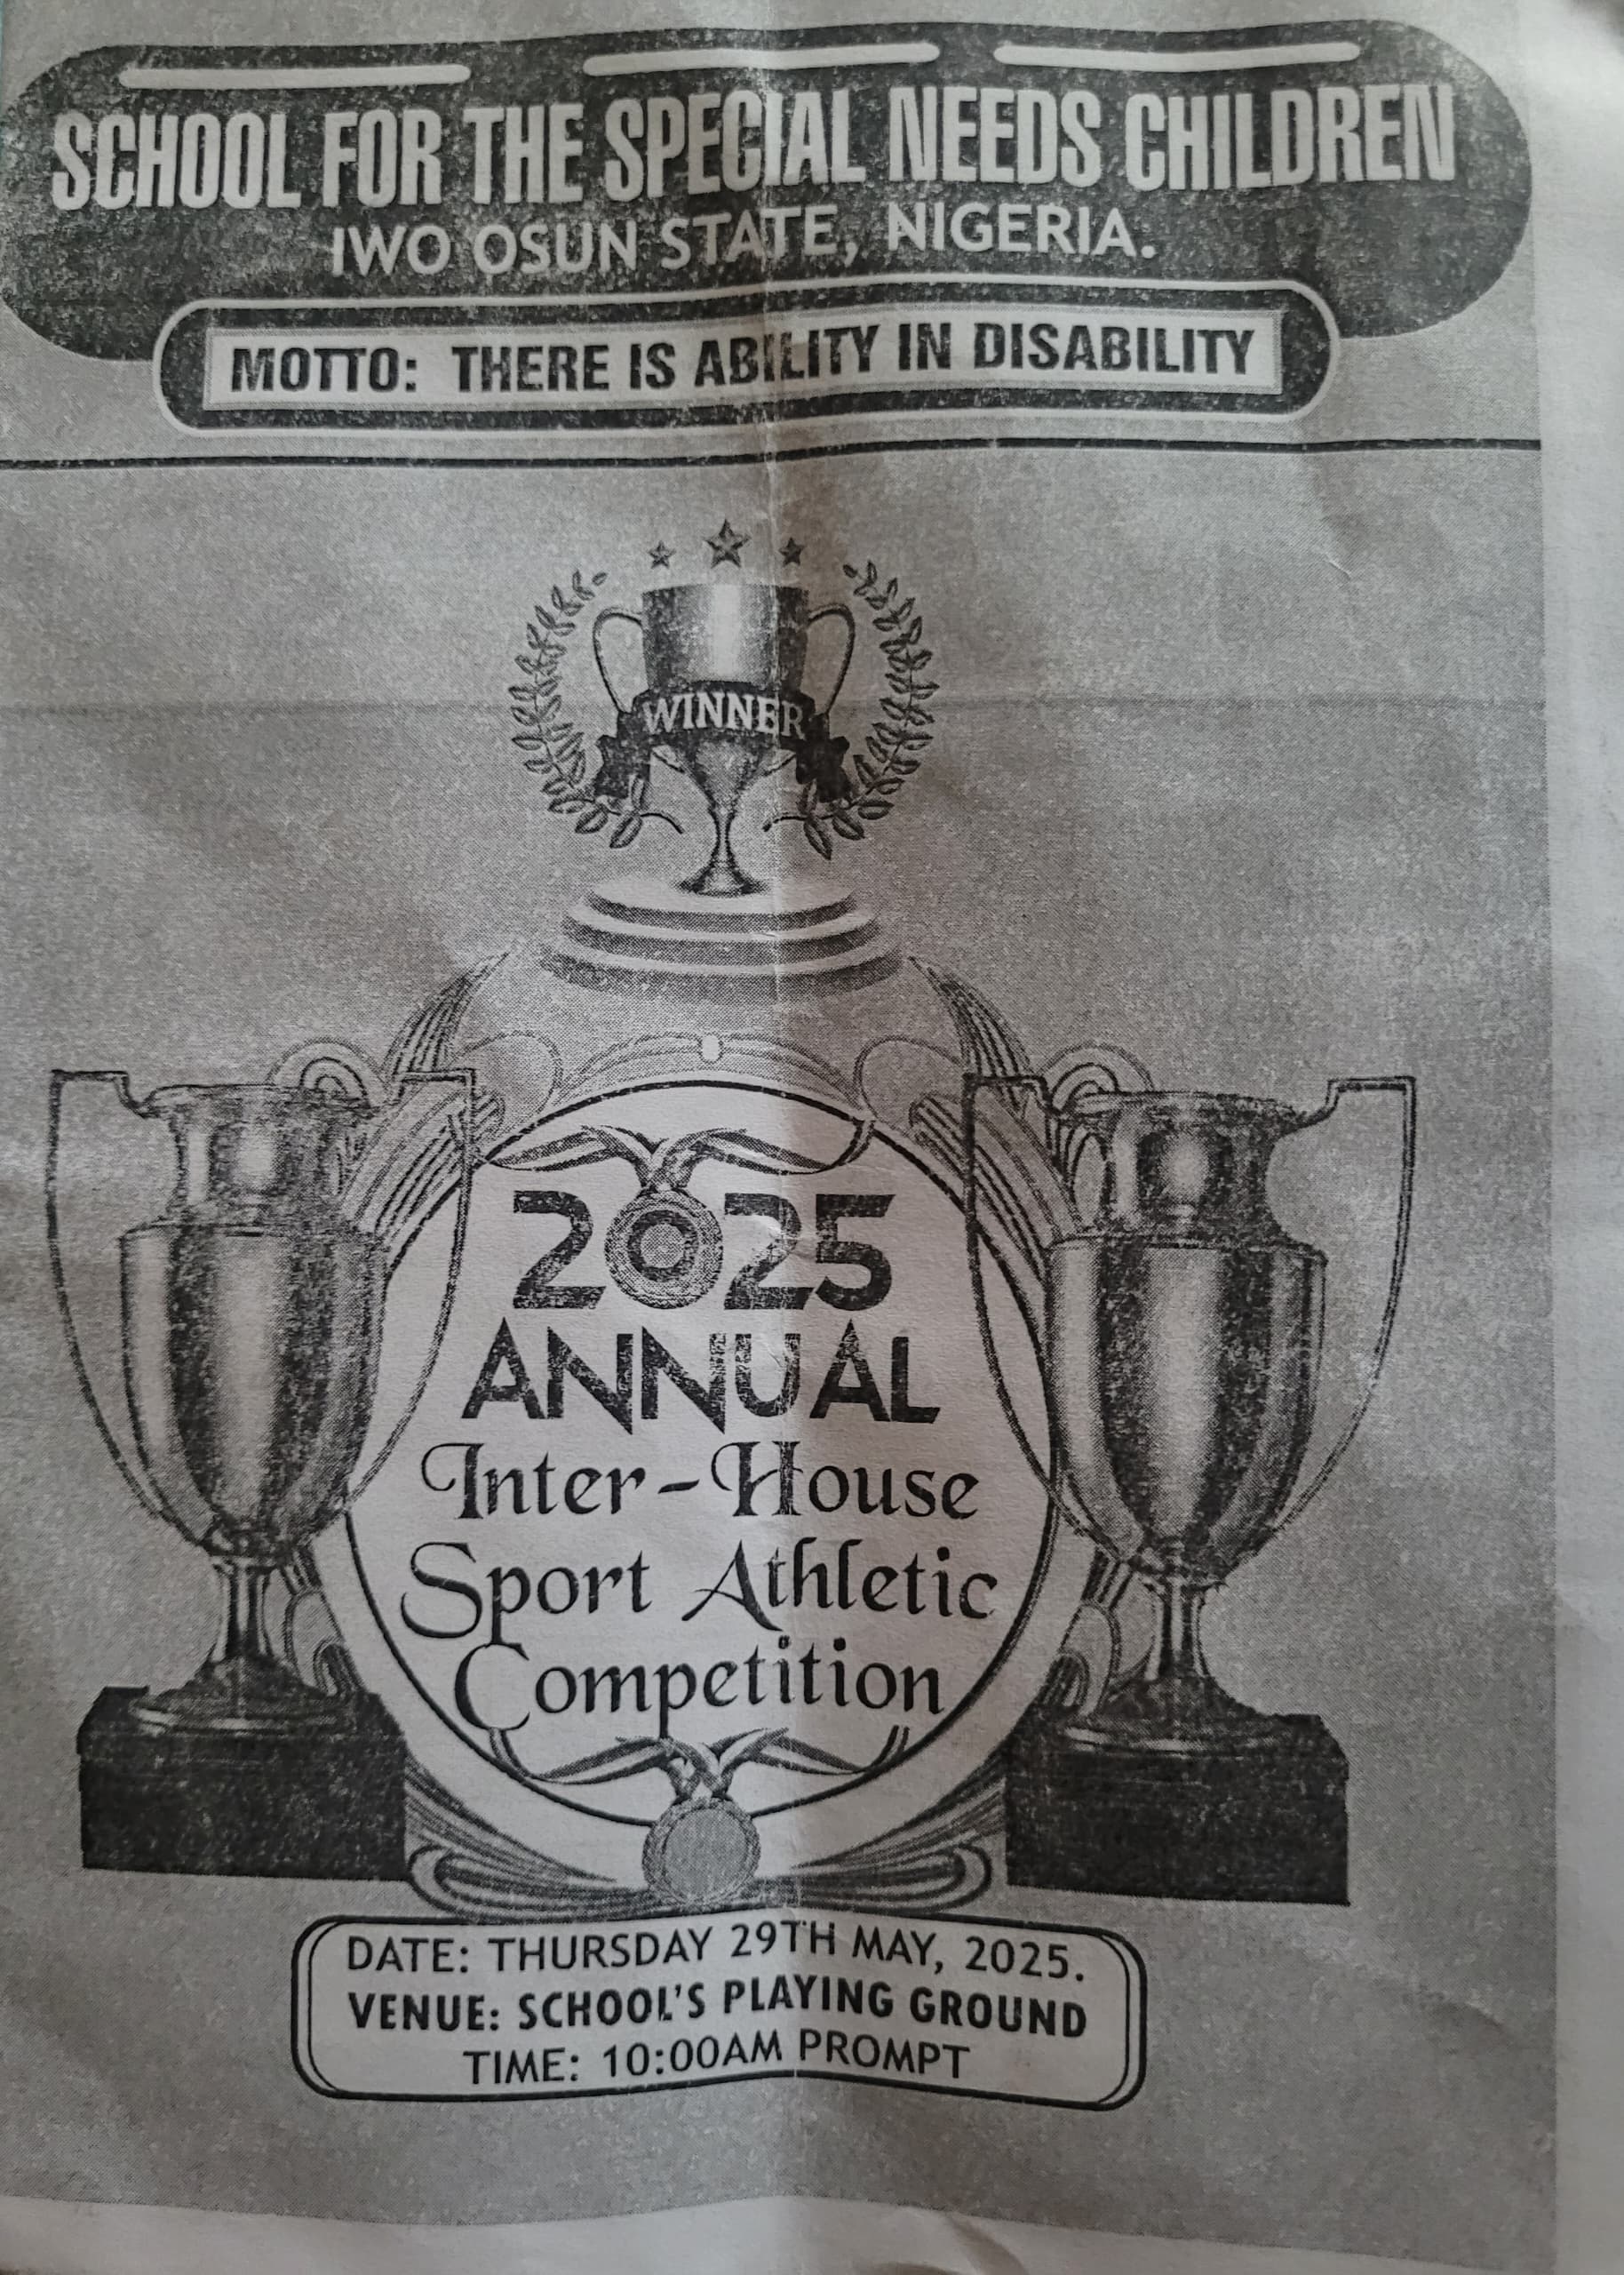 SCHOOL FOR THE SPECIAL NEEDS CHILDREN
IWO OSUN STATE, NIGERIA.
MOTTO: THERE IS ABILITY IN DISABILITY
WINNER
2025
ANNUAL
Inter-House
Sport Athletic
Competition
DATE: THURSDAY 29TH MAY, 2025.
VENUE: SCHOOL'S PLAYING GROUND
TIME: 10:00AM PROMPT